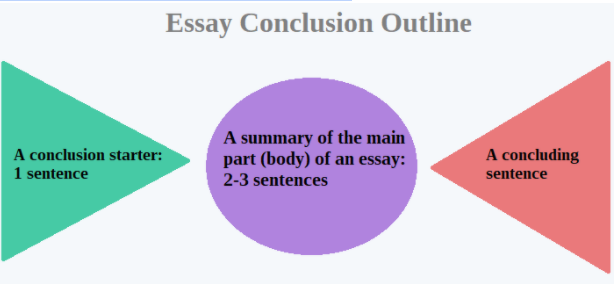 Essay Conclusion Outline
A conclusion starter:
1 sentence
A summary of the main
part (body) of an essay:
2-3 sentences
A concluding
sentence